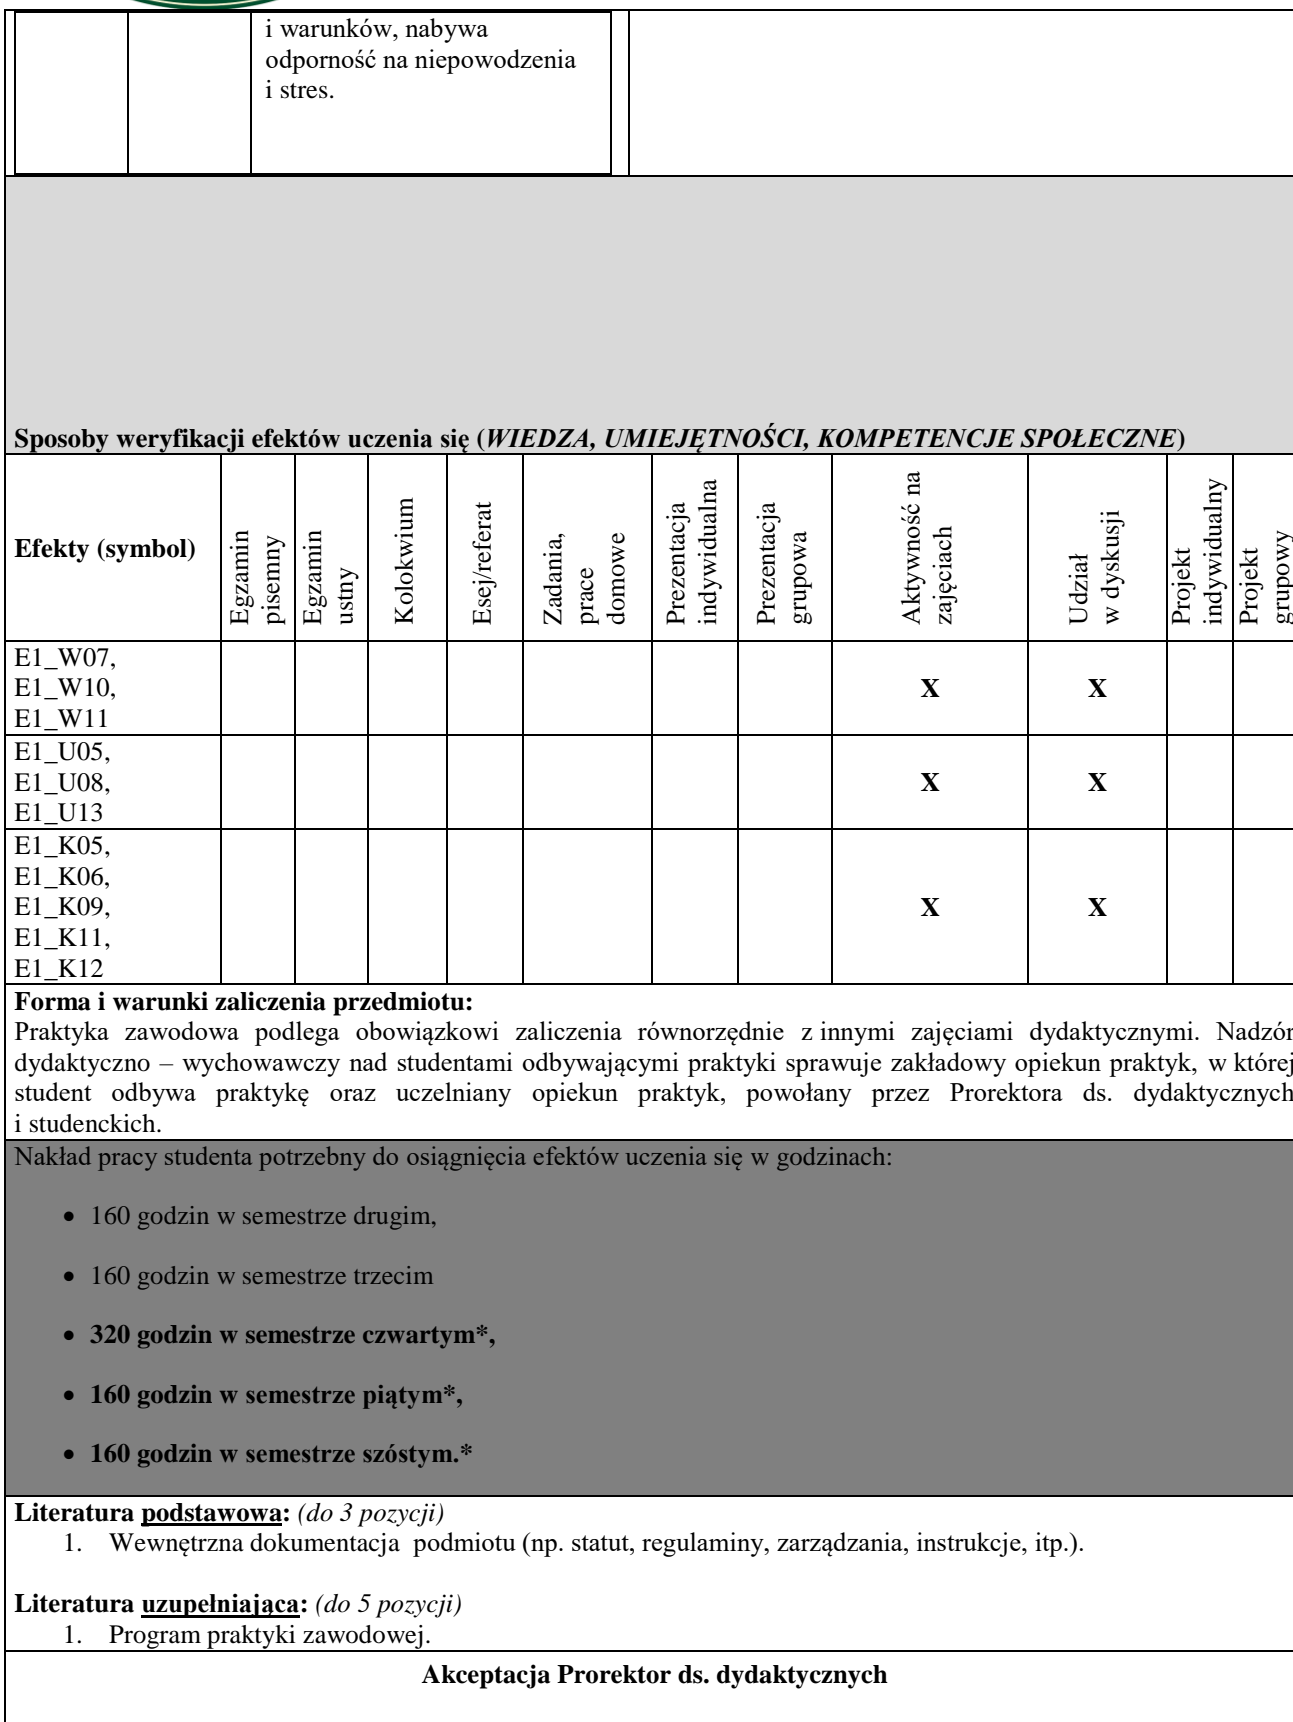 i warunków, nabywa
odporność na niepowodzenia
i stres.
Sposoby weryfikacji efektów uczenia się (WIEDZA, UMIEJĘTNOŚCI, KOMPETENCJE SPOŁECZNE)
Efekty (symbol)
Egzamin
pisemny
Egzamin
ustny
Kolokwium
Esej/referat
Zadania,
prace
domowe
Prezentacja
indywidualna
Prezentacja
grupowa
Aktywność na
zajęciach
Udział
w dyskusji
Projekt
indywidualny
Projekt
grupowy
E1_W07,
E1_W10,
E1_W11
X X
E1_U05,
E1_U08,
E1_U13
X X
E1_K05,
E1_K06,
E1_K09,
E1_K11,
E1_K12
X X
Forma i warunki zaliczenia przedmiotu:
Praktyka zawodowa podlega obowiązkowi zaliczenia równorzędnie z innymi zajęciami dydaktycznymi. Nadzór
dydaktyczno – wychowawczy nad studentami odbywającymi praktyki sprawuje zakładowy opiekun praktyk, w której
student odbywa praktykę oraz uczelniany opiekun praktyk, powołany przez Prorektora ds. dydaktycznych
i studenckich.
Nakład pracy studenta potrzebny do osiągnięcia efektów uczenia się w godzinach:
• 160 godzin w semestrze drugim,
• 160 godzin w semestrze trzecim
• 320 godzin w semestrze czwartym*,
• 160 godzin w semestrze piątym*,
• 160 godzin w semestrze szóstym.*
Literatura podstawowa: (do 3 pozycji)
1. Wewnętrzna dokumentacja podmiotu (np. statut, regulaminy, zarządzania, instrukcje, itp.).
Literatura uzupełniająca: (do 5 pozycji)
1. Program praktyki zawodowej.
Akceptacja Prorektor ds. dydaktycznych